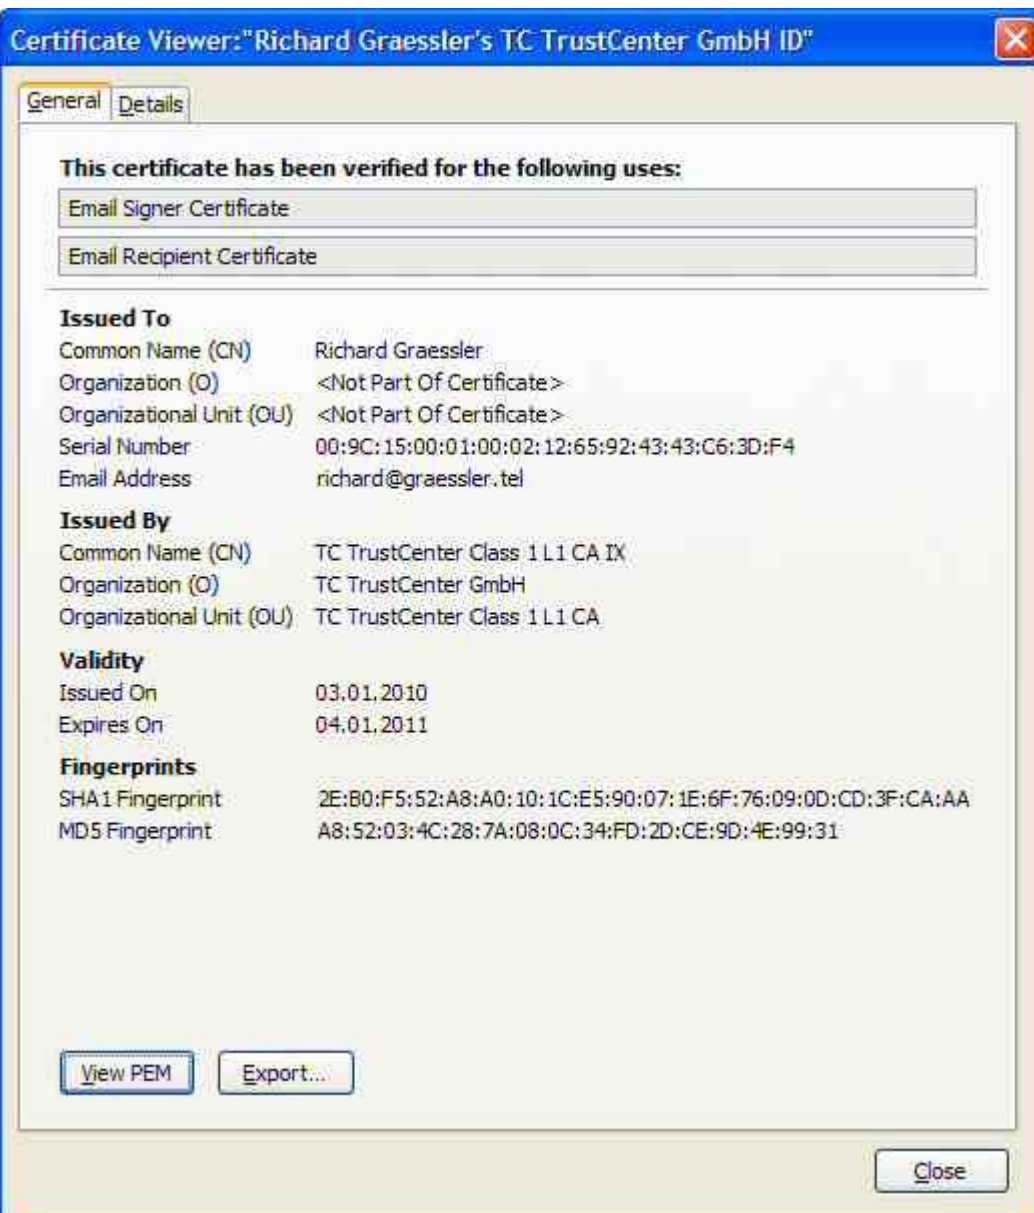 Certificate Viewer:"Richard Graessler's TC TrustCenter GmbH ID"
General Details
This certificate has been verified for the following uses:
Email Signer Certificate
Email Recipient Certificate
Issued To
Common Name (CN) Richard Graessler
Organization (O) <Not Part Of Certificate>
Organizational Unit (OU) <Not Part Of Certificate>
Serial Number 00:9C:15:00:01:00:02:12:65:92:43:43:C6:3D:F4
Email Address richard@graessler.tel
Issued By
Common Name (CN) TC TrustCenter Class 1 L1 CA IX
Organization (O) TC TrustCenter GmbH
Organizational Unit (OU) TC TrustCenter Class 1 L1 CA
Validity
Issued On 03.01.2010
Expires On 04.01.2011
Fingerprints
SHA1 Fingerprint 2E:B0:F5:52:A8:A0:10:1C:E5:90:07:1E:6F:76:09:0D:CD:3F:CA:AA
MD5 Fingerprint A8:52:03:4C:28:7A:08:0C:34:FD:2D:CE:9D:4E:99:31
View PEM Export...
Close